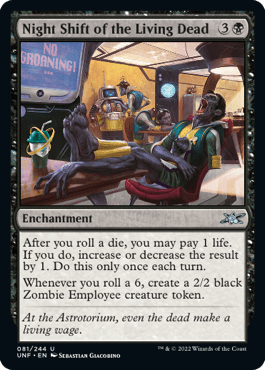 Night Shift of the Living Dead 3
NO
GROANING!
Enchantment
After you roll a die, you may pay 1 life.
If you do, increase or decrease the result
by 1. Do this only once each turn.
Whenever you roll a 6, create a 2/2 black
Zombie Employee creature token.
At the Astrotorium, even the dead make a
living wage.
081/244 U
UNF • EN Sebastian Giacobino
™ & © 2022 Wizards of the Coast